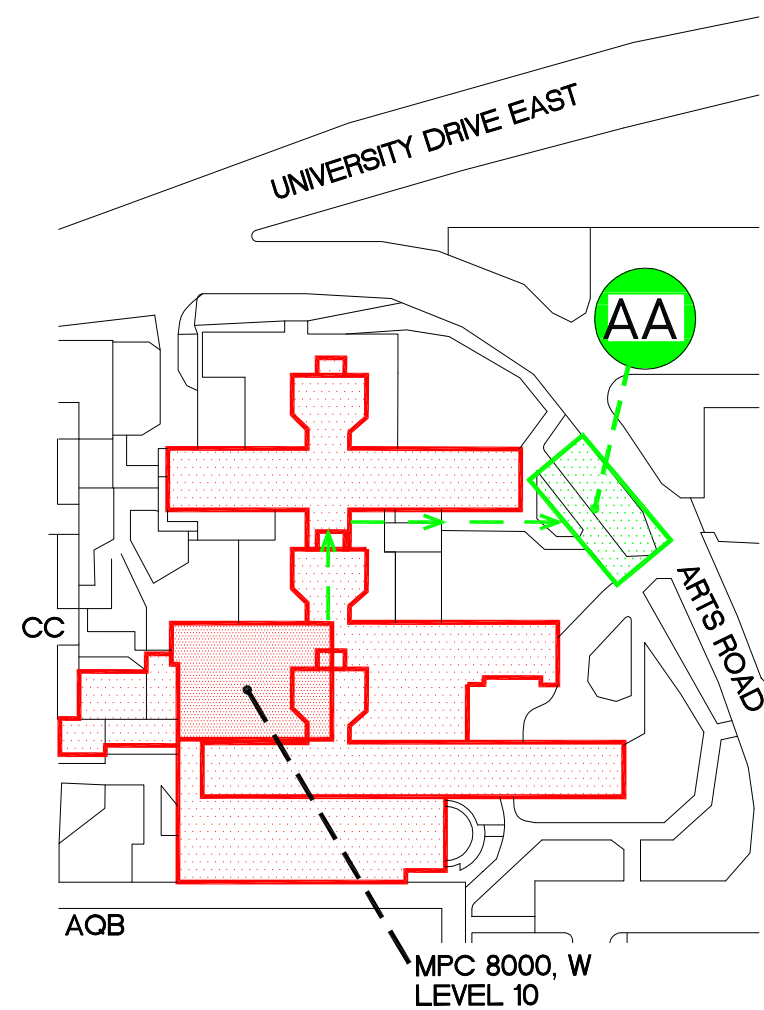 UNIVERSITY DRIVE EAST
AA
ARTS ROAD
CC
AQB
MPC 8000, W
LEVEL 10